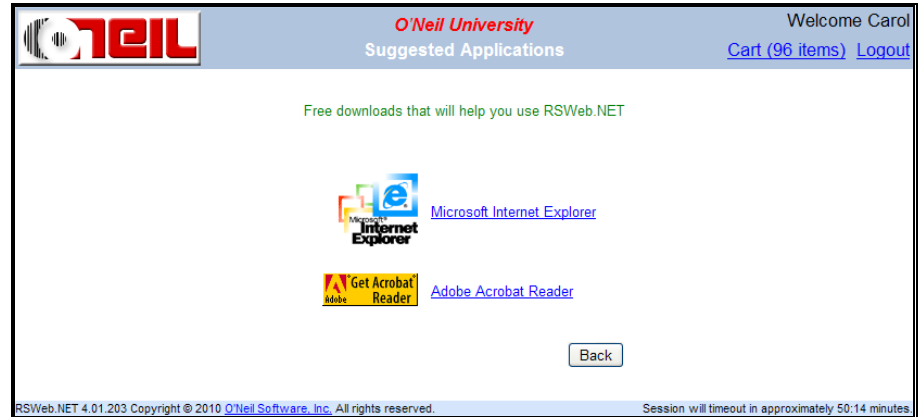 O'NEIL
O'Neil University
Suggested Applications
Welcome Carol
Cart (96 items) Logout
Free downloads that will help you use RSWeb.NET
Microsoft®
Internet
Explorer
Microsoft Internet Explorer
Adobe
Get Acrobat®
Reader
Adobe Acrobat Reader
Back
RSWeb.NET 4.01.203 Copyright © 2010 O'Neil Software, Inc. All rights reserved.
Session will timeout in approximately 50:14 minutes.